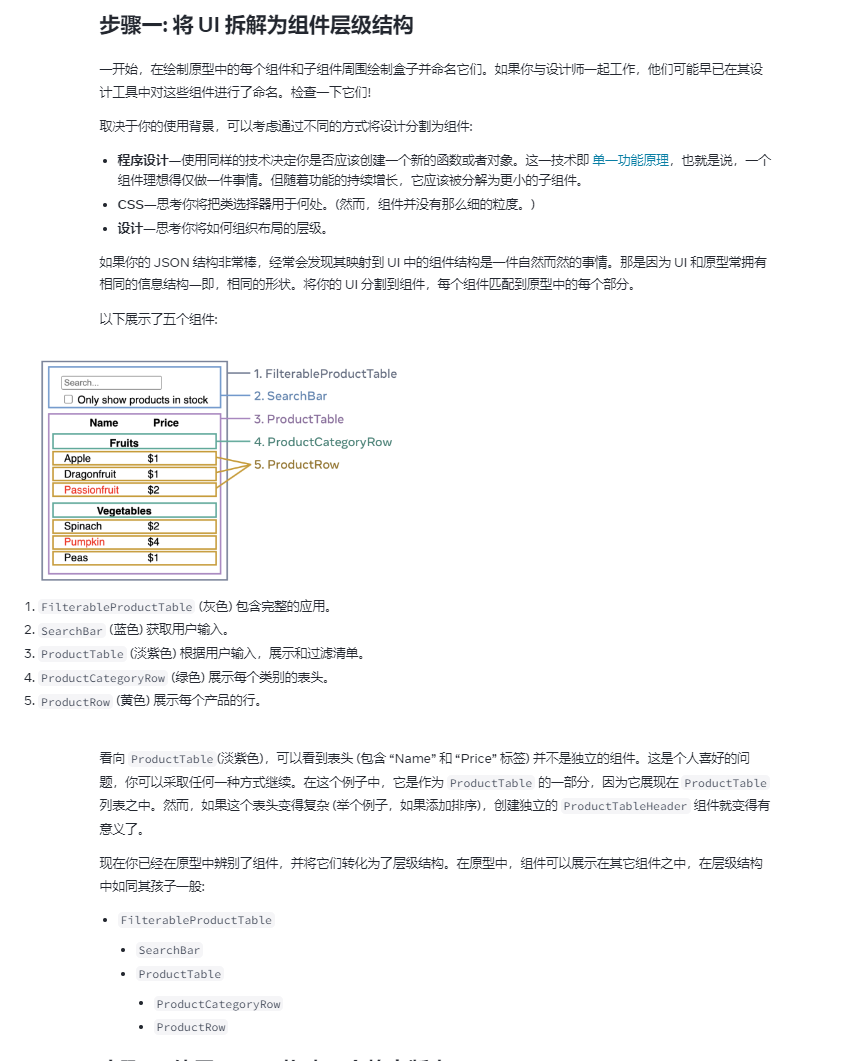 步骤一: 将 UI 拆解为组件层级结构
一开始，在绘制原型中的每个组件和子组件周围绘制盒子并命名它们。如果你与设计师一起工作，他们可能早已在其设
计工具中对这些组件进行了命名。检查一下它们!
取决于你的使用背景，可以考虑通过不同的方式将设计分割为组件:
• 程序设计—使用同样的技术决定你是否应该创建一个新的函数或者对象。这一技术即 单一功能原理，也就是说，一个
组件理想得仅做一件事情。但随着功能的持续增长，它应该被分解为更小的子组件。
• CSS—思考你将把类选择器用于何处。(然而，组件并没有那么细的粒度。)
• 设计—思考你将如何组织布局的层级。
如果你的 JSON 结构非常棒，经常会发现其映射到 UI 中的组件结构是一件自然而然的事情。那是因为 UI 和原型常拥有
相同的信息结构—即，相同的形状。将你的 UI 分割到组件，每个组件匹配到原型中的每个部分。
以下展示了五个组件:
Search...
Only show products in stock
Name Price
Fruits
Apple $1
Dragonfruit $1
Passionfruit $2
Vegetables
Spinach $2
Pumpkin $4
Peas $1
1. FilterableProductTable
2. SearchBar
3. ProductTable
4. ProductCategoryRow
5. ProductRow
1. FilterableProductTable (灰色) 包含完整的应用。
2. SearchBar (蓝色) 获取用户输入。
3. ProductTable (淡紫色) 根据用户输入，展示和过滤清单。
4. ProductCategoryRow (绿色) 展示每个类别的表头。
5. ProductRow (黄色) 展示每个产品的行。
看向 ProductTable (淡紫色)，可以看到表头 (包含 “Name” 和 “Price” 标签) 并不是独立的组件。这是个人喜好的问
题，你可以采取任何一种方式继续。在这个例子中，它是作为 ProductTable 的一部分，因为它展现在 ProductTable
列表之中。然而，如果这个表头变得复杂 (举个例子，如果添加排序)，创建独立的 ProductTableHeader 组件就变得有
意义了。
现在你已经在原型中辨别了组件，并将它们转化为了层级结构。在原型中，组件可以展示在其它组件之中，在层级结构
中如同其孩子一般:
• FilterableProductTable
• SearchBar
• ProductTable
• ProductCategoryRow
• ProductRow